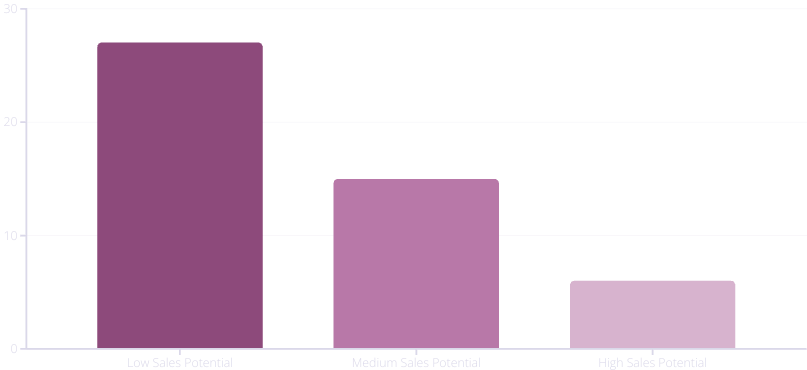 30
20
10
0
Low Sales Potential
Medium Sales Potential
High Sales Potential